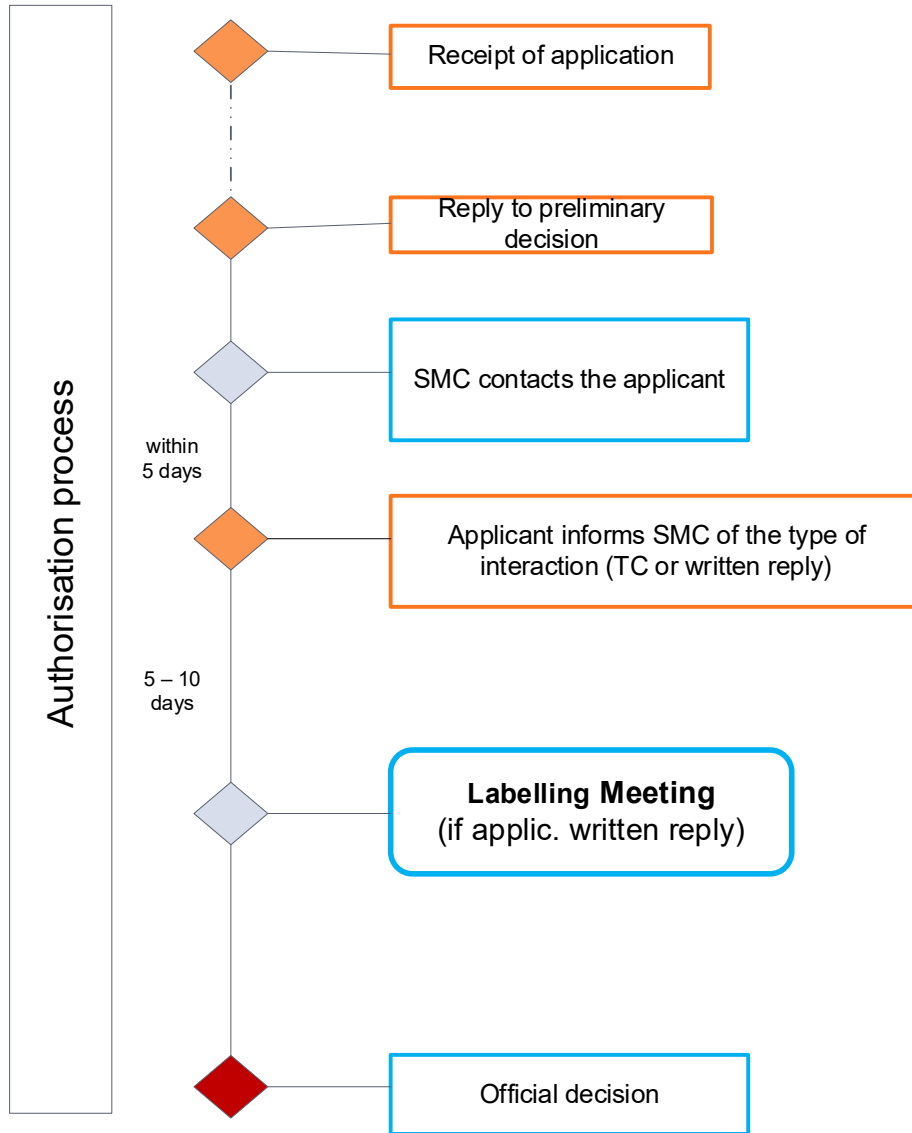 Authorisation process
Receipt of application
Reply to preliminary
decision
SMC contacts the applicant
within
5 days
Applicant informs SMC of the type of
interaction (TC or written reply)
5 – 10
days
Labelling Meeting
(if applic. written reply)
Official decision